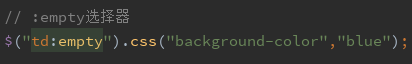 // :empty选择器
$("td:empty").css("background-color","blue");